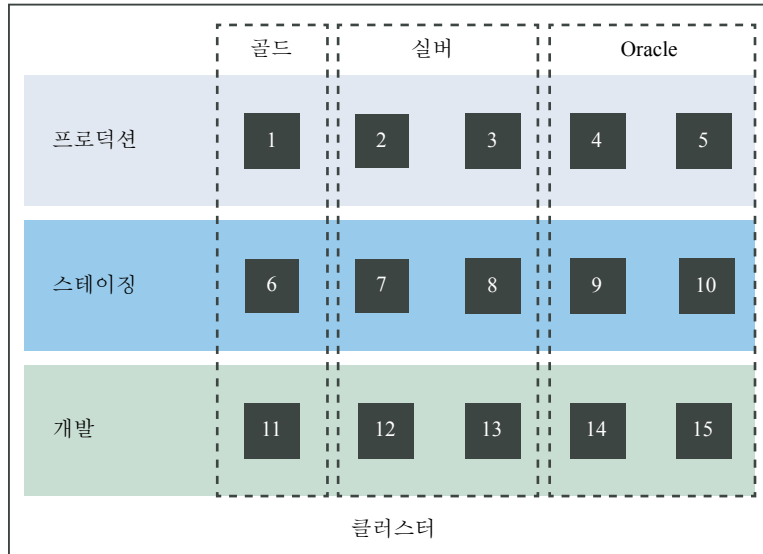 골드 실버 Oracle
프로덕션 1 2 3 4 5
스테이징 6 7 8 9 10
개발 11 12 13 14 15
클러스터